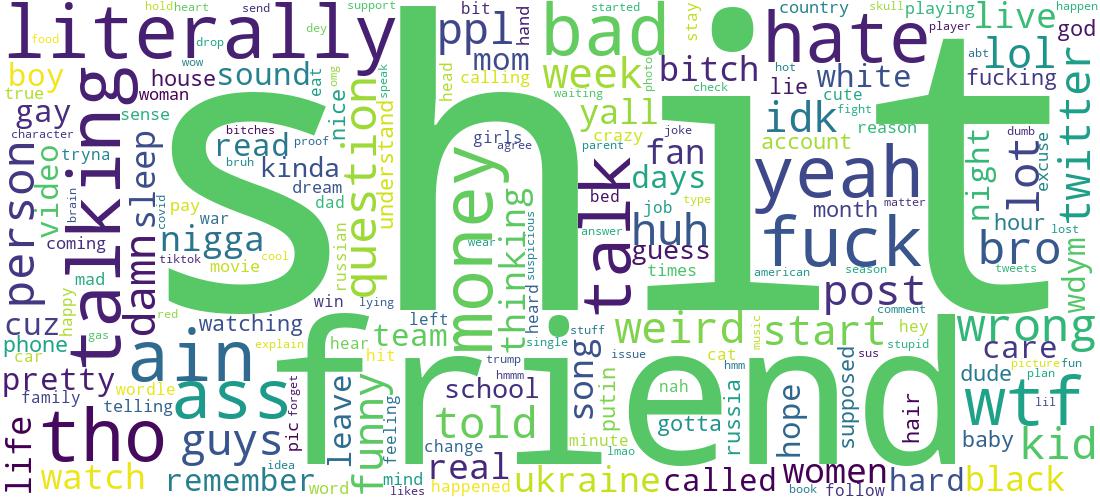 literally
hold
heart
send
support
food
drop
dey
wow
ppl
bit
hand
mom
calling
head
bad
started
stay
hate
country
skull
playing
player
live
happen
god
abt
lol
fucking
boy
true
house
woman
sound
eat
omg
nice
speak
week
photo
bitch
hot
lie
white
check
cute
fight
waiting
yall
crazy
idk
reason
account
twitter
gay
character
sense
talking
sleep
bitches
read
proof
bruh
kinda
dream
dad
question
understand
shit
girls
agree
joke
parent
fan
talk
days
bed
job
type
yeah
month
matter
night
dumb
lot
excuse
person
video
tryna
brain
covid
pay
war
nigga
tiktok
movie
cool
russian
money
wear
thinking
suspicious
heard
answer
huh
guess
times
fuck
american
season
post
comment
hour
bro
lost
tweets
wdym
coming
mad
damn
happy
gas
red
win
lying
cuz
phone
car
watching
explain
hear
left
team
hit
single
stuff
weird
music
start
hey
stupid
wrong
care
picture
fun
pretty
family
wordle
telling
ain
ass
forget
pic
friend
trump
hmmm
school
song
issue
cat
hmm
sus
dude
plan
lil
wtf
life
tho
guys
idea
leave
funny
feeling
told
change
minute
lmao
putin
nah
gotta
russia
hope
supposed
hair
baby
kid
watch
remember
word
mind
likes
real
happened
ukraine
called
women
book
follow
hard
black